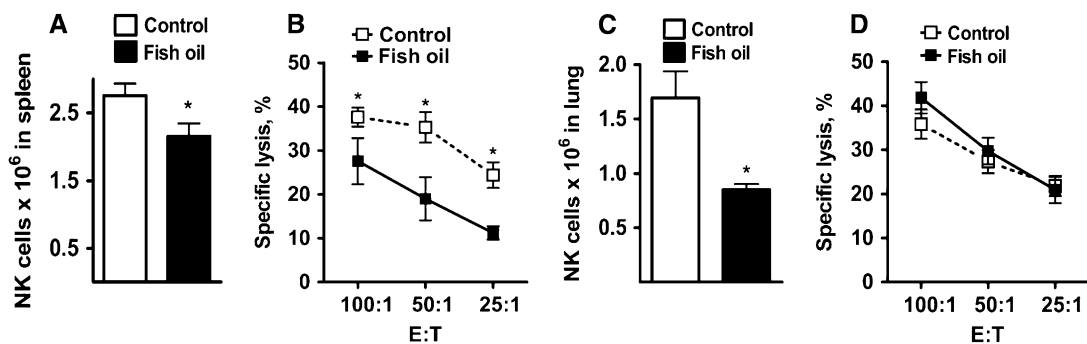 A
Control
Fish oil
NK cells x 10⁶ in spleen
2.5
1.5
0.5
*
B
Control
Fish oil
Specific lysis, %
50
40
30
20
10
0
*
*
*
100:1 50:1 25:1
E:T
C
Control
Fish oil
NK cells x 10⁶ in lung
2.0
1.5
1.0
0.5
*
D
Control
Fish oil
Specific lysis, %
50
40
30
20
10
0
100:1 50:1 25:1
E:T